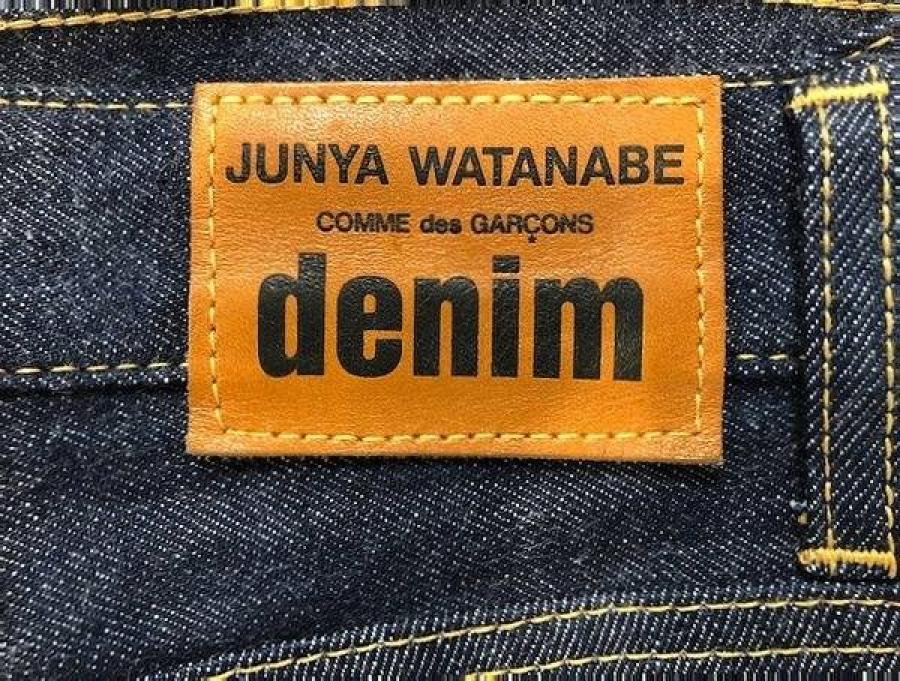 JUNYA WATANABE
COMME des GARÇONS
denim